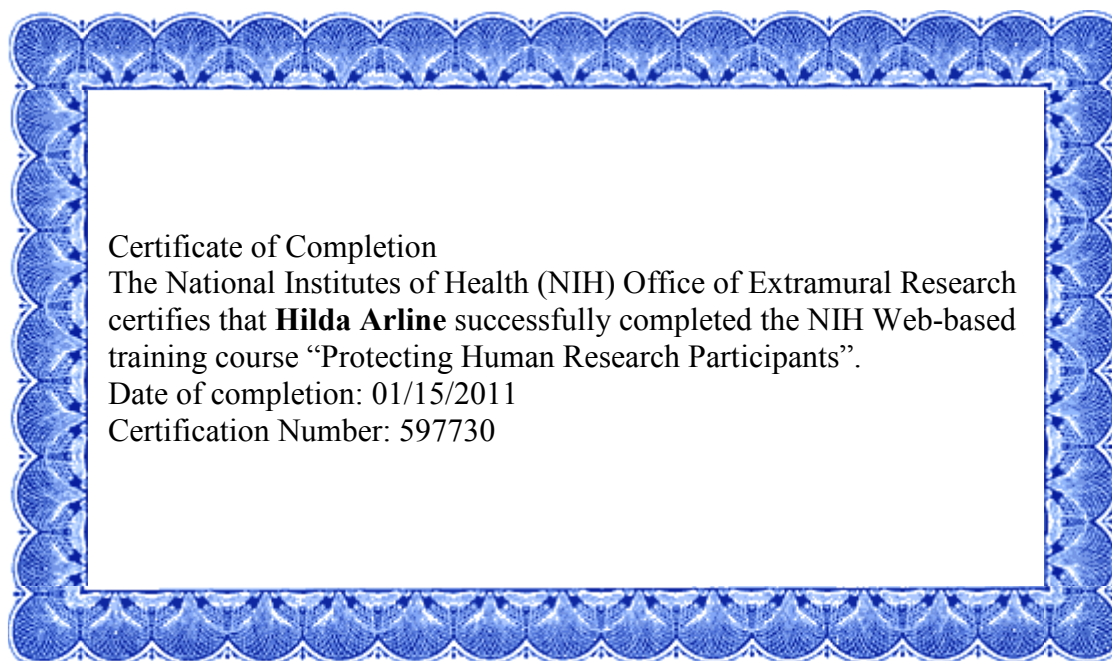 Certificate of Completion
The National Institutes of Health (NIH) Office of Extramural Research
certifies that Hilda Arline successfully completed the NIH Web-based
training course “Protecting Human Research Participants”.
Date of completion: 01/15/2011
Certification Number: 597730